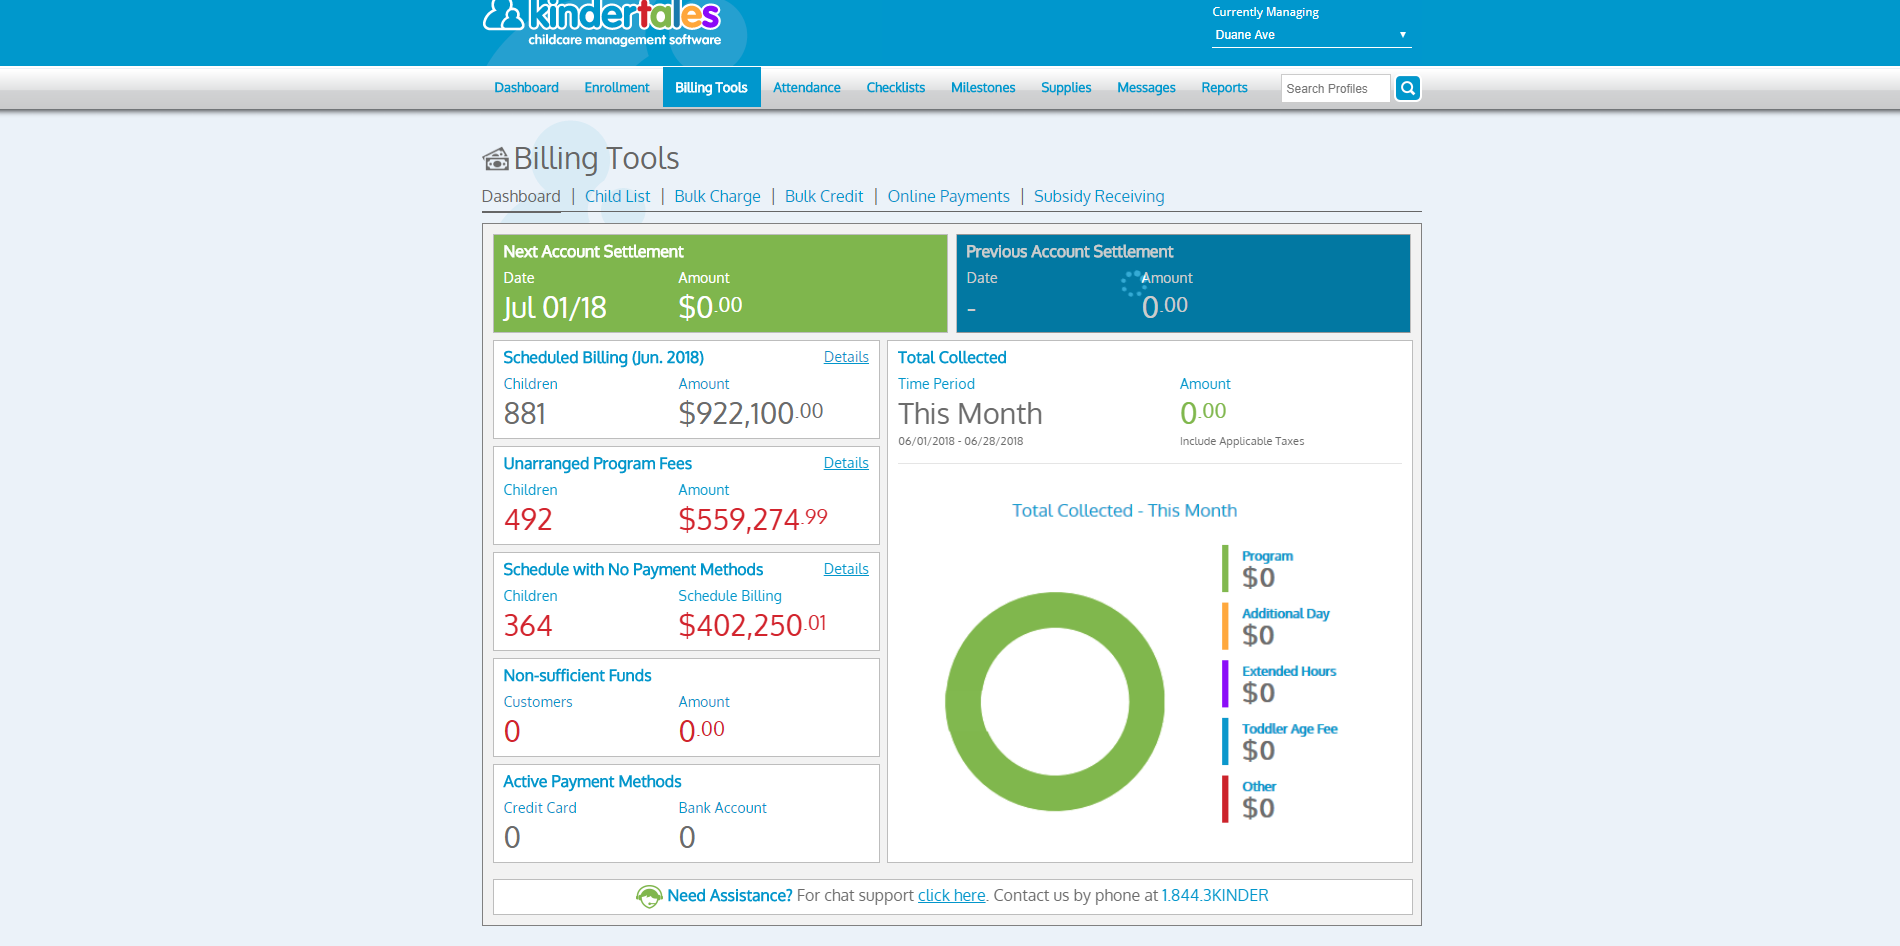 kindertales
childcare management software
Currently Managing
Duane Ave
Dashboard Enrollment Billing Tools Attendance Checklists Milestones Supplies Messages Reports Search Profiles
Billing Tools
Dashboard | Child List | Bulk Charge | Bulk Credit | Online Payments | Subsidy Receiving
Next Account Settlement
Date Amount
Jul 01/18 $0.00
Previous Account Settlement
Date Amount
- 0.00
Scheduled Billing (Jun. 2018) Details
Children Amount
881 $922,100.00
Unarranged Program Fees Details
Children Amount
492 $559,274.99
Schedule with No Payment Methods Details
Children Schedule Billing
364 $402,250.01
Non-sufficient Funds
Customers Amount
0 0.00
Active Payment Methods
Credit Card Bank Account
0 0
Total Collected
Time Period Amount
This Month 0.00
06/01/2018 - 06/28/2018 Include Applicable Taxes
Total Collected - This Month
Program
$0
Additional Day
$0
Extended Hours
$0
Toddler Age Fee
$0
Other
$0
Need Assistance? For chat support click here. Contact us by phone at 1.844.3KINDER